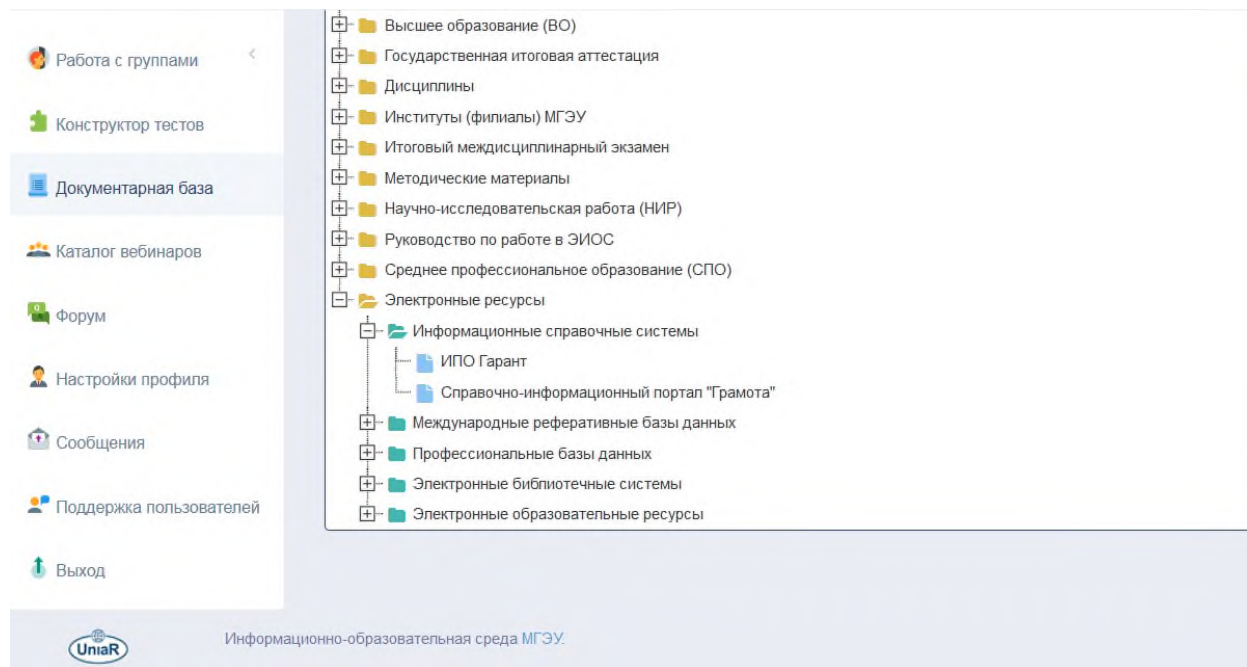 Работа с группами
Конструктор тестов
Документарная база
Каталог вебинаров
Форум
Настройки профиля
Сообщения
Поддержка пользователей
Выход
Высшее образование (ВО)
Государственная итоговая аттестация
Дисциплины
Институты (филиалы) МГЭУ
Итоговый междисциплинарный экзамен
Методические материалы
Научно-исследовательская работа (НИР)
Руководство по работе в ЭИОС
Среднее профессиональное образование (СПО)
Электронные ресурсы
Информационные справочные системы
ИПО Гарант
Справочно-информационный портал "Грамота"
Международные реферативные базы данных
Профессиональные базы данных
Электронные библиотечные системы
Электронные образовательные ресурсы
UniaR
Информационно-образовательная среда МГЭУ.